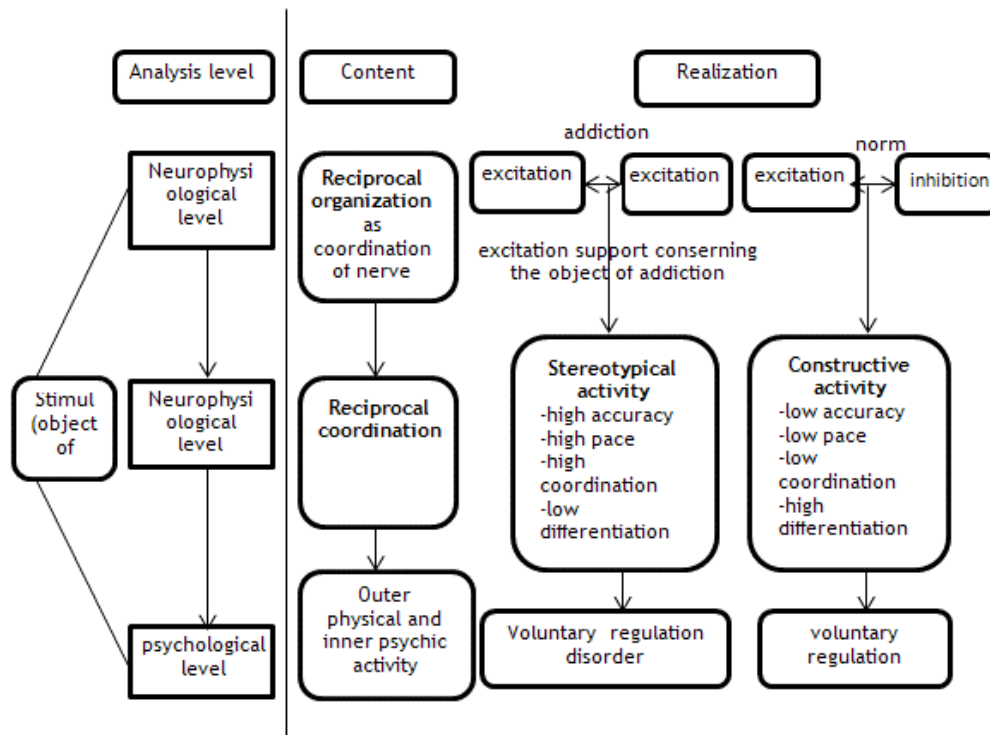 Analysis level
Content
Realization
addiction
norm
Neurophysi
ological
level
Reciprocal
organization
as
coordination
of nerve
excitation
excitation
excitation
inhibition
excitation support conserning
the object of addiction
Stimul
(object
of
Neurophysi
ological
level
Reciprocal
coordination
Stereotypical
activity
-high accuracy
-high pace
-high
coordination
-low
differentiation
Constructive
activity
-low accuracy
-low pace
-low
coordination
-high
differentiation
psychological
level
Outer
physical and
inner psychic
activity
Voluntary regulation
disorder
voluntary
regulation